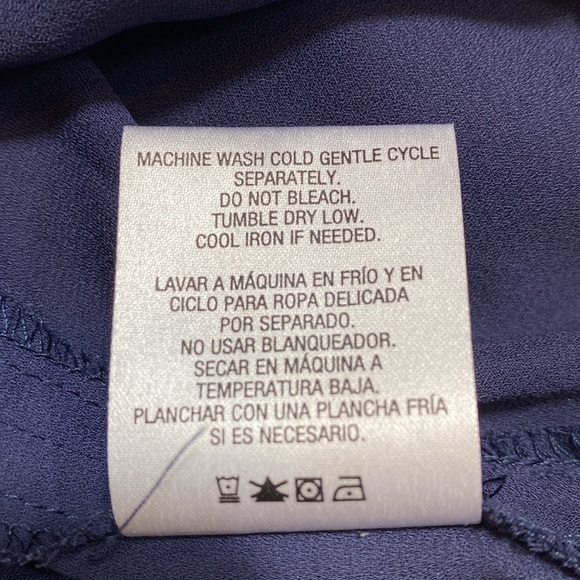 MACHINE WASH COLD GENTLE CYCLE
SEPARATELY.
DO NOT BLEACH.
TUMBLE DRY LOW.
COOL IRON IF NEEDED.
LAVAR A MÁQUINA EN FRÍO Y EN
CICLO PARA ROPA DELICADA
POR SEPARADO.
NO USAR BLANQUEADOR.
SECAR EN MÁQUINA A
TEMPERATURA BAJA.
PLANCHAR CON UNA PLANCHA FRÍA
SI ES NECESARIO.